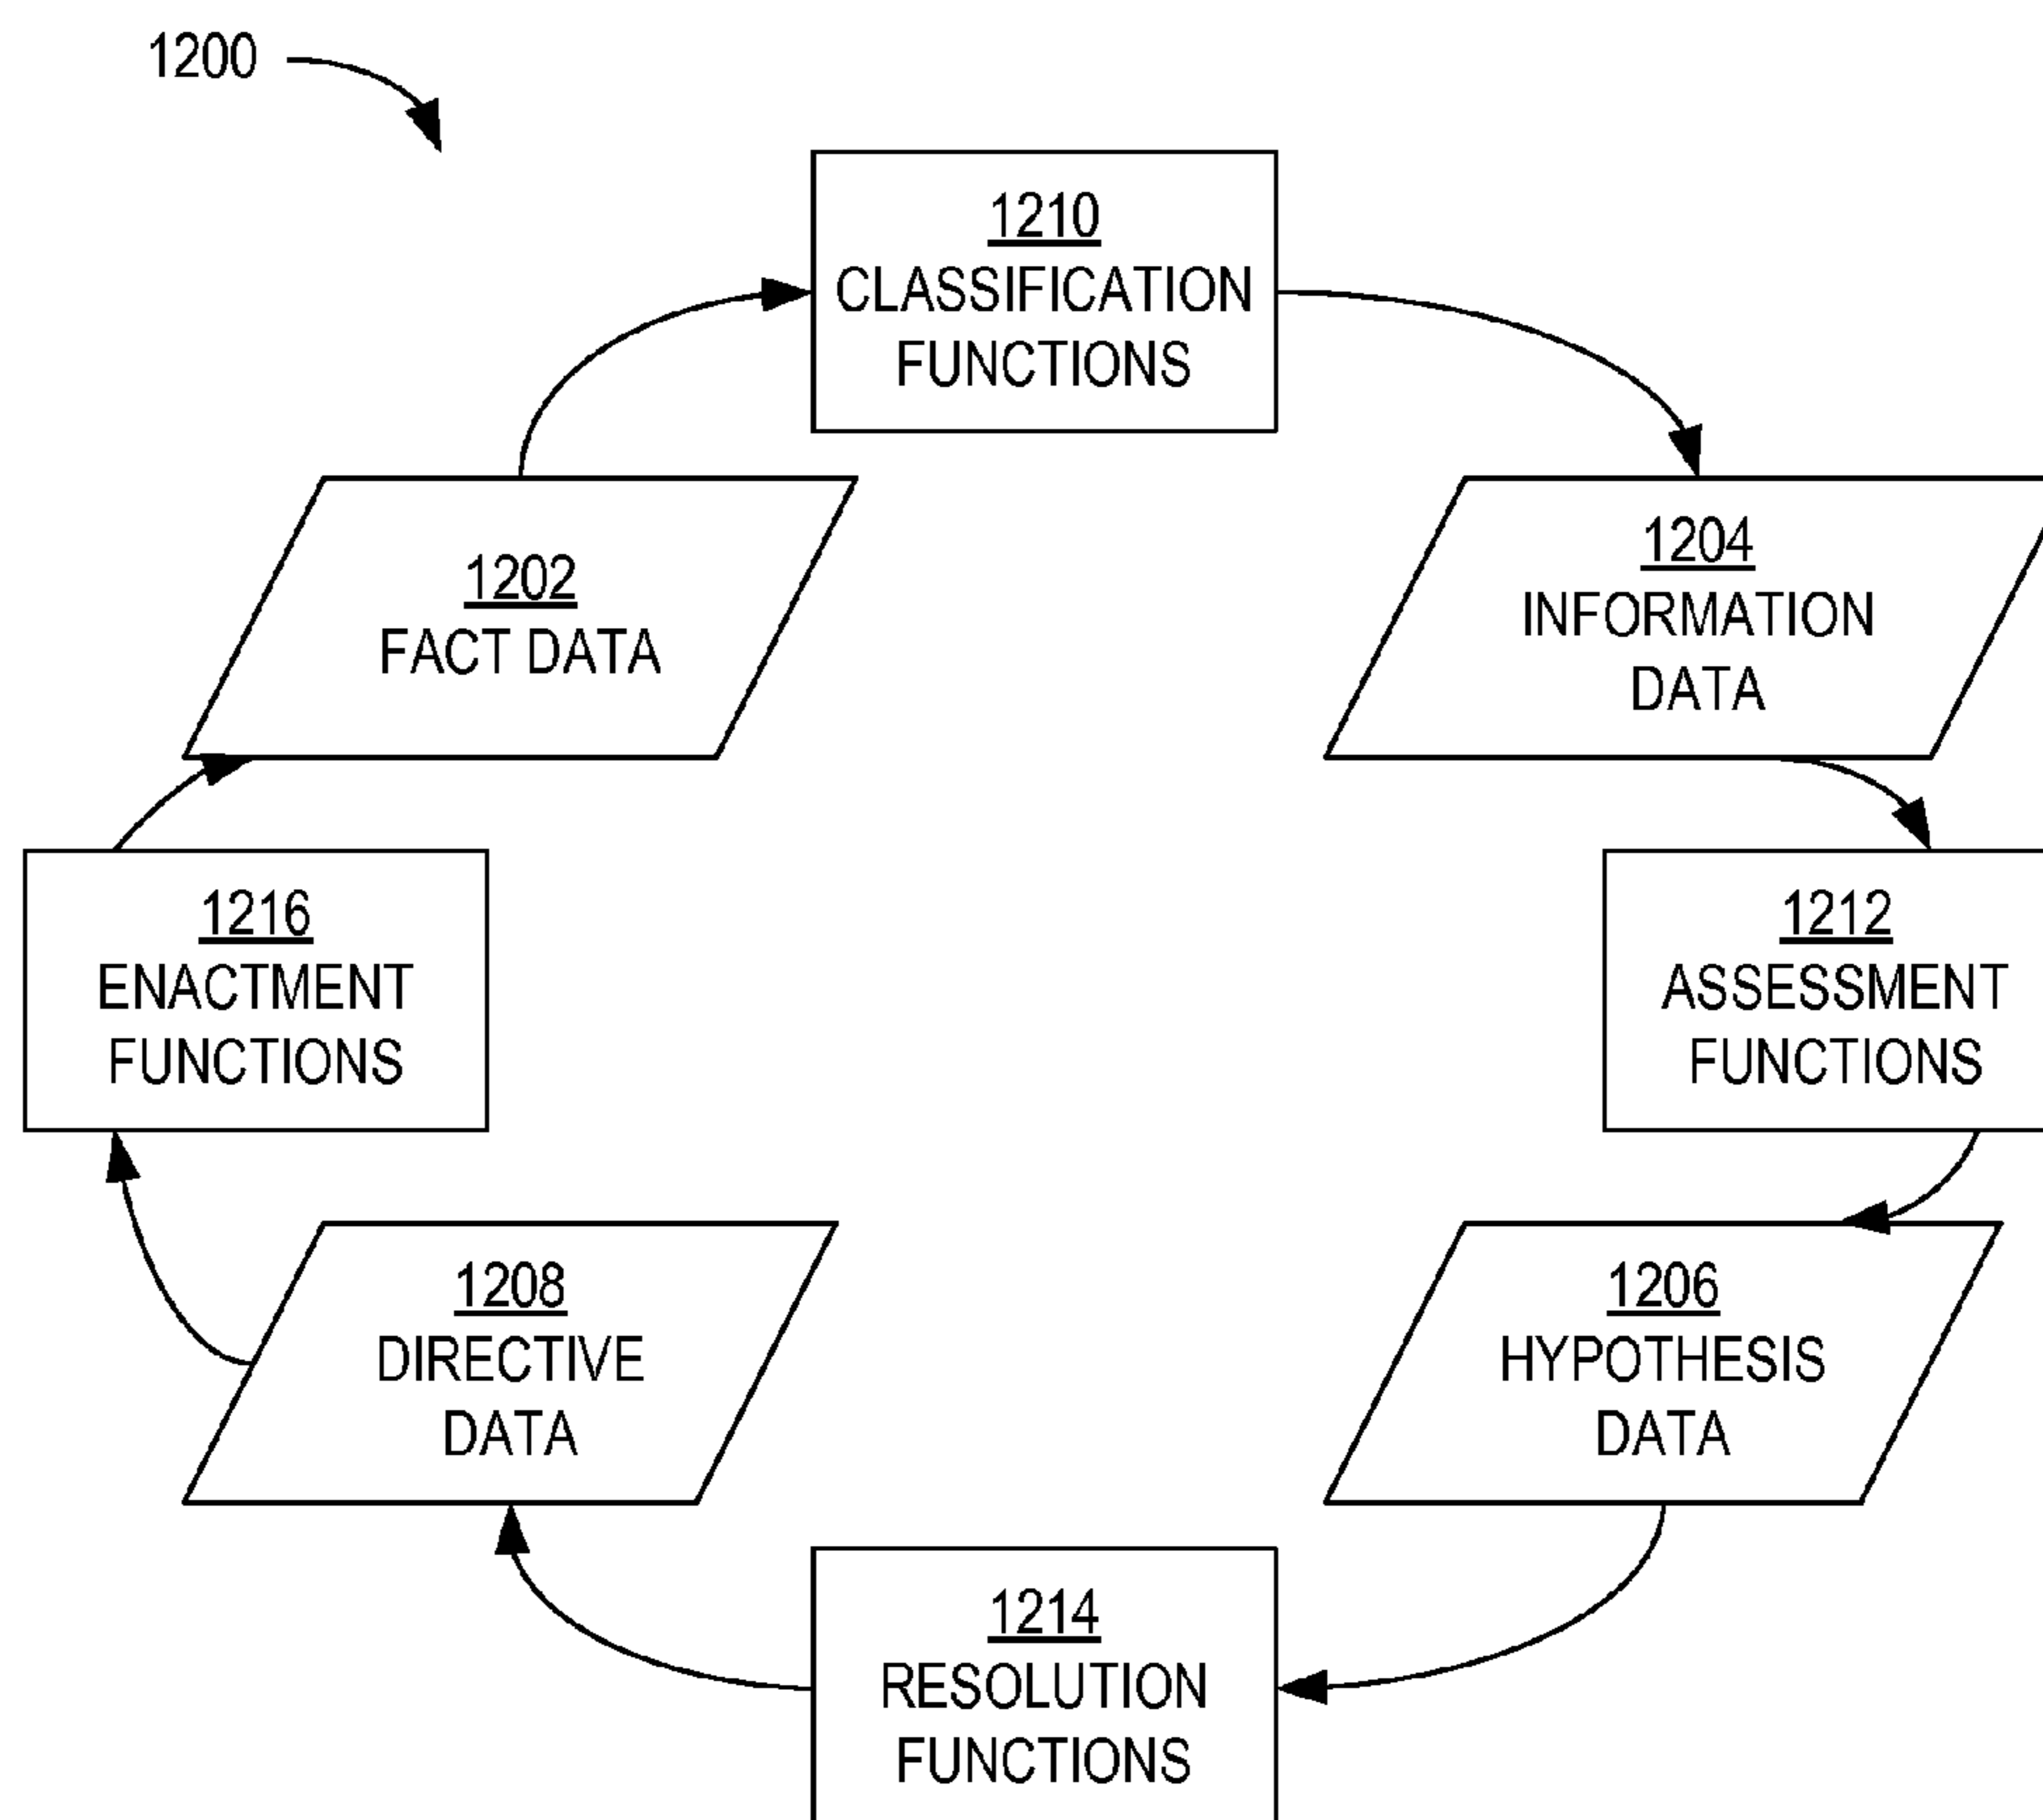 1200
1210
CLASSIFICATION
FUNCTIONS
1202
FACT DATA
1204
INFORMATION
DATA
1216
ENACTMENT
FUNCTIONS
1212
ASSESSMENT
FUNCTIONS
1208
DIRECTIVE
DATA
1206
HYPOTHESIS
DATA
1214
RESOLUTION
FUNCTIONS